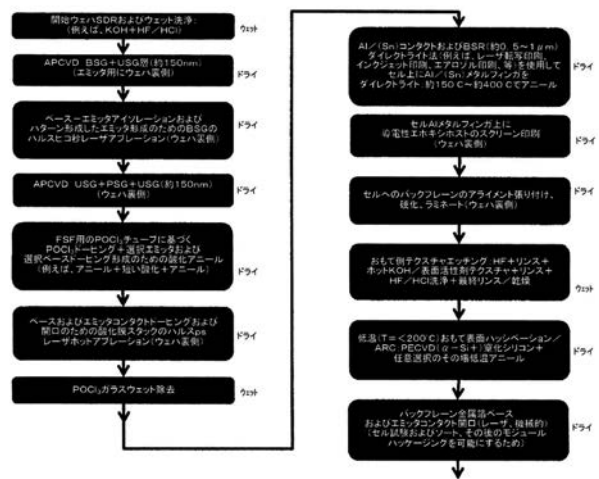 開始ウェハSDRおよびウェット洗浄:
(例えば、KOH+HF/HCl)
ウェット
APCVD BSG+USG層(約150nm)
(エミッタ用にウェハ裏側)
ドライ
ベースーエミッタアイソレーションおよび
パターン形成したエミッタ形成のためのBSGの
パルスピコ秒レーザアブレーション(ウェハ裏側)
ドライ
APCVD USG+PSG+USG(約150nm)
(ウェハ裏側)
ドライ
FSF用のPOCl₃チューブに基づく
POCl₃ドーピング+選択エミッタおよび
選択ベースドーピング形成のための酸化アニール
(例えば、アニール+短い酸化+アニール)
ドライ
ベースおよびエミッタコンタクトドーピングおよび
開口のための酸化膜スタックのパルスps
レーザホットアブレーション(ウェハ裏側)
ドライ
POCl₃ガラスウェット除去
ウェット
Al/(Sn)コンタクトおよびBSR(約0.5~1μm)
ダイレクトライト法(例えば、レーザ転写印刷、
インクジェット印刷、エアロゾル印刷、等)を使用して
セル上にAl/(Sn)メタルフィンガを
ダイレクトライト:約150℃~約400℃でアニール
ドライ
セルAlメタルフィンガ上に
導電性エポキシポストのスクリーン印刷
(ウェハ裏側)
ドライ
セルへのバックプレーンのアライメント張り付け、
硬化、ラミネート(ウェハ裏側)
ドライ
おもて側テクスチャエッチング:HF+リンス+
ホットKOH/表面活性剤テクスチャ+リンス+
HF/HCl洗浄+最終リンス/乾燥
ウェット
低温(T=<200℃)おもて表面パッシベーション/
ARC:PECVD(α-Si+)窒化シリコン+
任意選択のその場低温アニール
ドライ
バックプレーン金属箔ベース
およびエミッタコンタクト開口(レーザ、機械的)
(セル試験およびソート、その後のモジュール
パッケージングを可能にするため)
ドライ